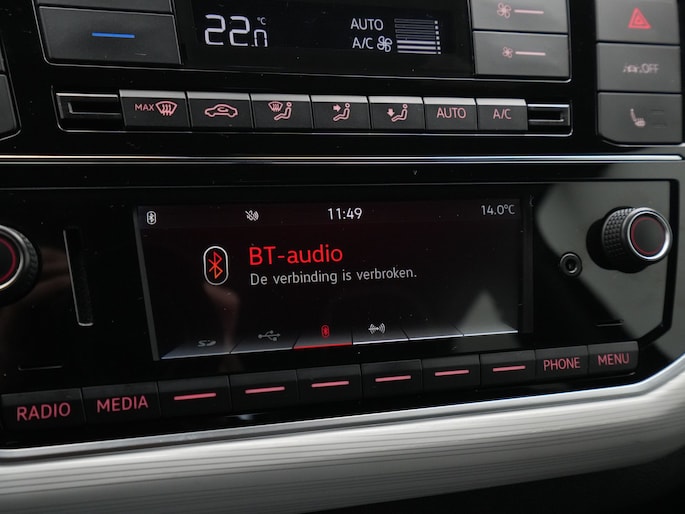 22.0 °C AUTO
A/C
MAX AUTO A/C OFF
11:49 14.0°C
BT-audio
De verbinding is verbroken.
RADIO MEDIA PHONE MENU